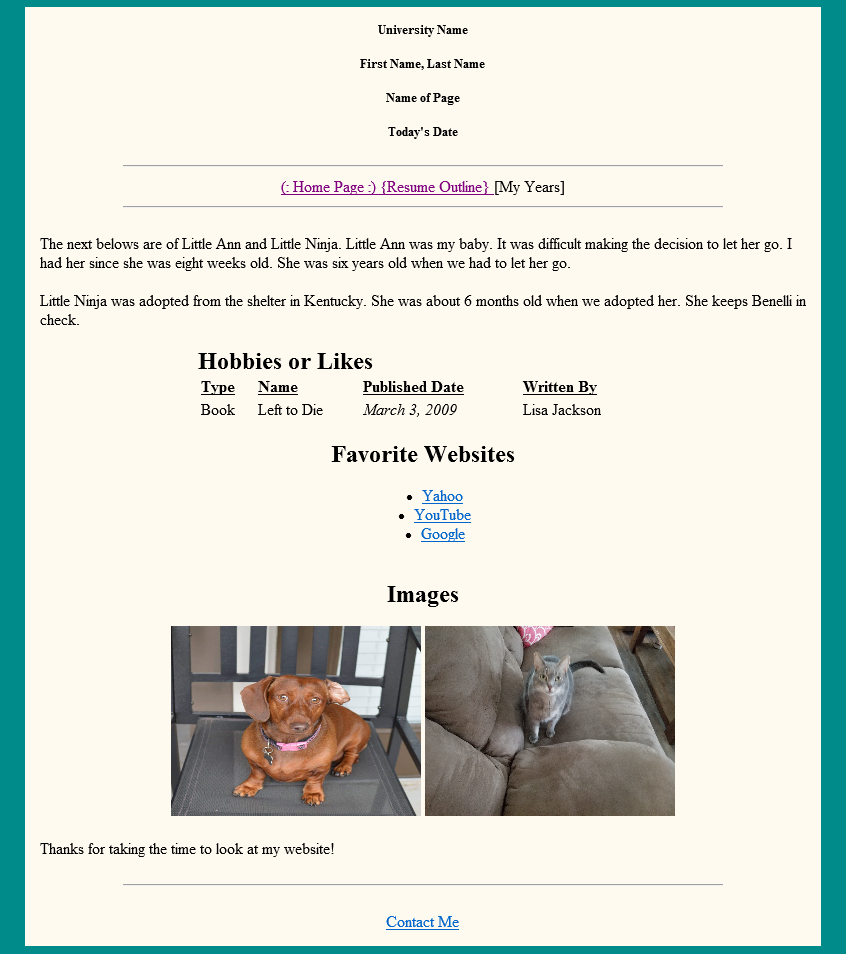 University Name
First Name, Last Name
Name of Page
Today's Date
(: Home Page :) {Resume Outline} [My Years]
The next belows are of Little Ann and Little Ninja. Little Ann was my baby. It was difficult making the decision to let her go. I
had her since she was eight weeks old. She was six years old when we had to let her go.
Little Ninja was adopted from the shelter in Kentucky. She was about 6 months old when we adopted her. She keeps Benelli in
check.
Hobbies or Likes
Type Name Published Date Written By
Book Left to Die March 3, 2009 Lisa Jackson
Favorite Websites
• Yahoo
• YouTube
• Google
Images
Thanks for taking the time to look at my website!
Contact Me